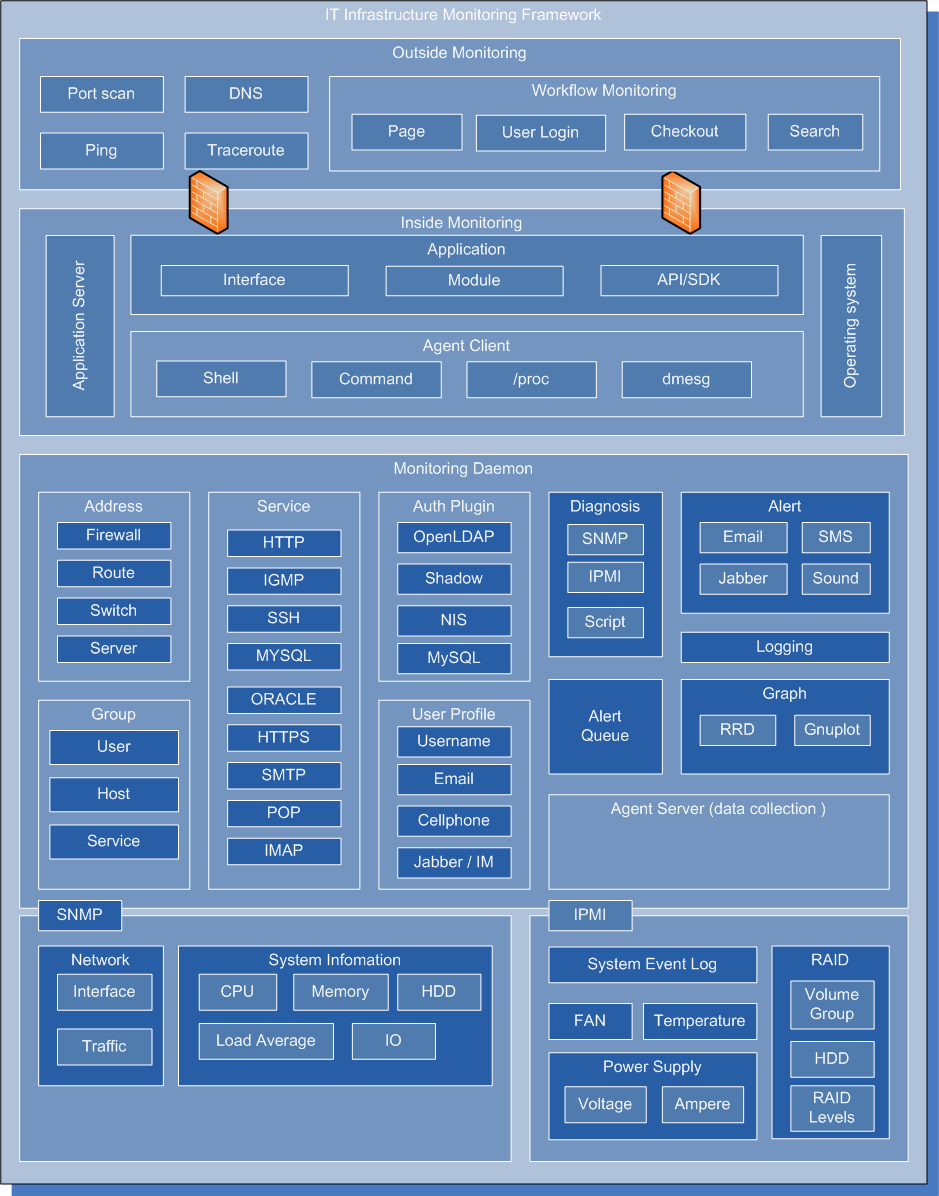 IT Infrastructure Monitoring Framework
Outside Monitoring
Port scan
DNS
Ping
Traceroute
Workflow Monitoring
Page
User Login
Checkout
Search
Inside Monitoring
Application Server
Application
Interface
Module
API/SDK
Agent Client
Shell
Command
/proc
dmesg
Operating system
Monitoring Daemon
Address
Firewall
Route
Switch
Server
Group
User
Host
Service
Service
HTTP
IGMP
SSH
MYSQL
ORACLE
HTTPS
SMTP
POP
IMAP
Auth Plugin
OpenLDAP
Shadow
NIS
MySQL
User Profile
Username
Email
Cellphone
Jabber / IM
Diagnosis
SNMP
IPMI
Script
Alert
Queue
Alert
Email
SMS
Jabber
Sound
Logging
Graph
RRD
Gnuplot
Agent Server (data collection )
SNMP
Network
Interface
Traffic
System Infomation
CPU
Memory
HDD
Load Average
IO
IPMI
System Event Log
FAN
Temperature
Power Supply
Voltage
Ampere
RAID
Volume
Group
HDD
RAID
Levels